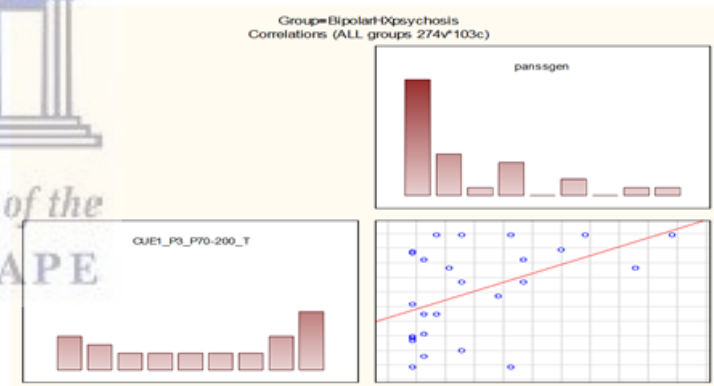 Group=BipolarHXpsychosis
Correlations (ALL groups 274v*103c)
panssgen
of the
CUE1_P3_P70-200_T
APE